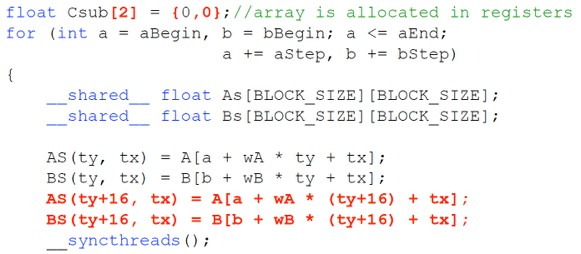 float Csub[2] = {0,0};//array is allocated in registers
for (int a = aBegin, b = bBegin; a <= aEnd;
a += aStep, b += bStep)
{
__shared__ float As[BLOCK_SIZE][BLOCK_SIZE];
__shared__ float Bs[BLOCK_SIZE][BLOCK_SIZE];
AS(ty, tx) = A[a + wA * ty + tx];
BS(ty, tx) = B[b + wB * ty + tx];
AS(ty+16, tx) = A[a + wA * (ty+16) + tx];
BS(ty+16, tx) = B[b + wB * (ty+16) + tx];
__syncthreads();